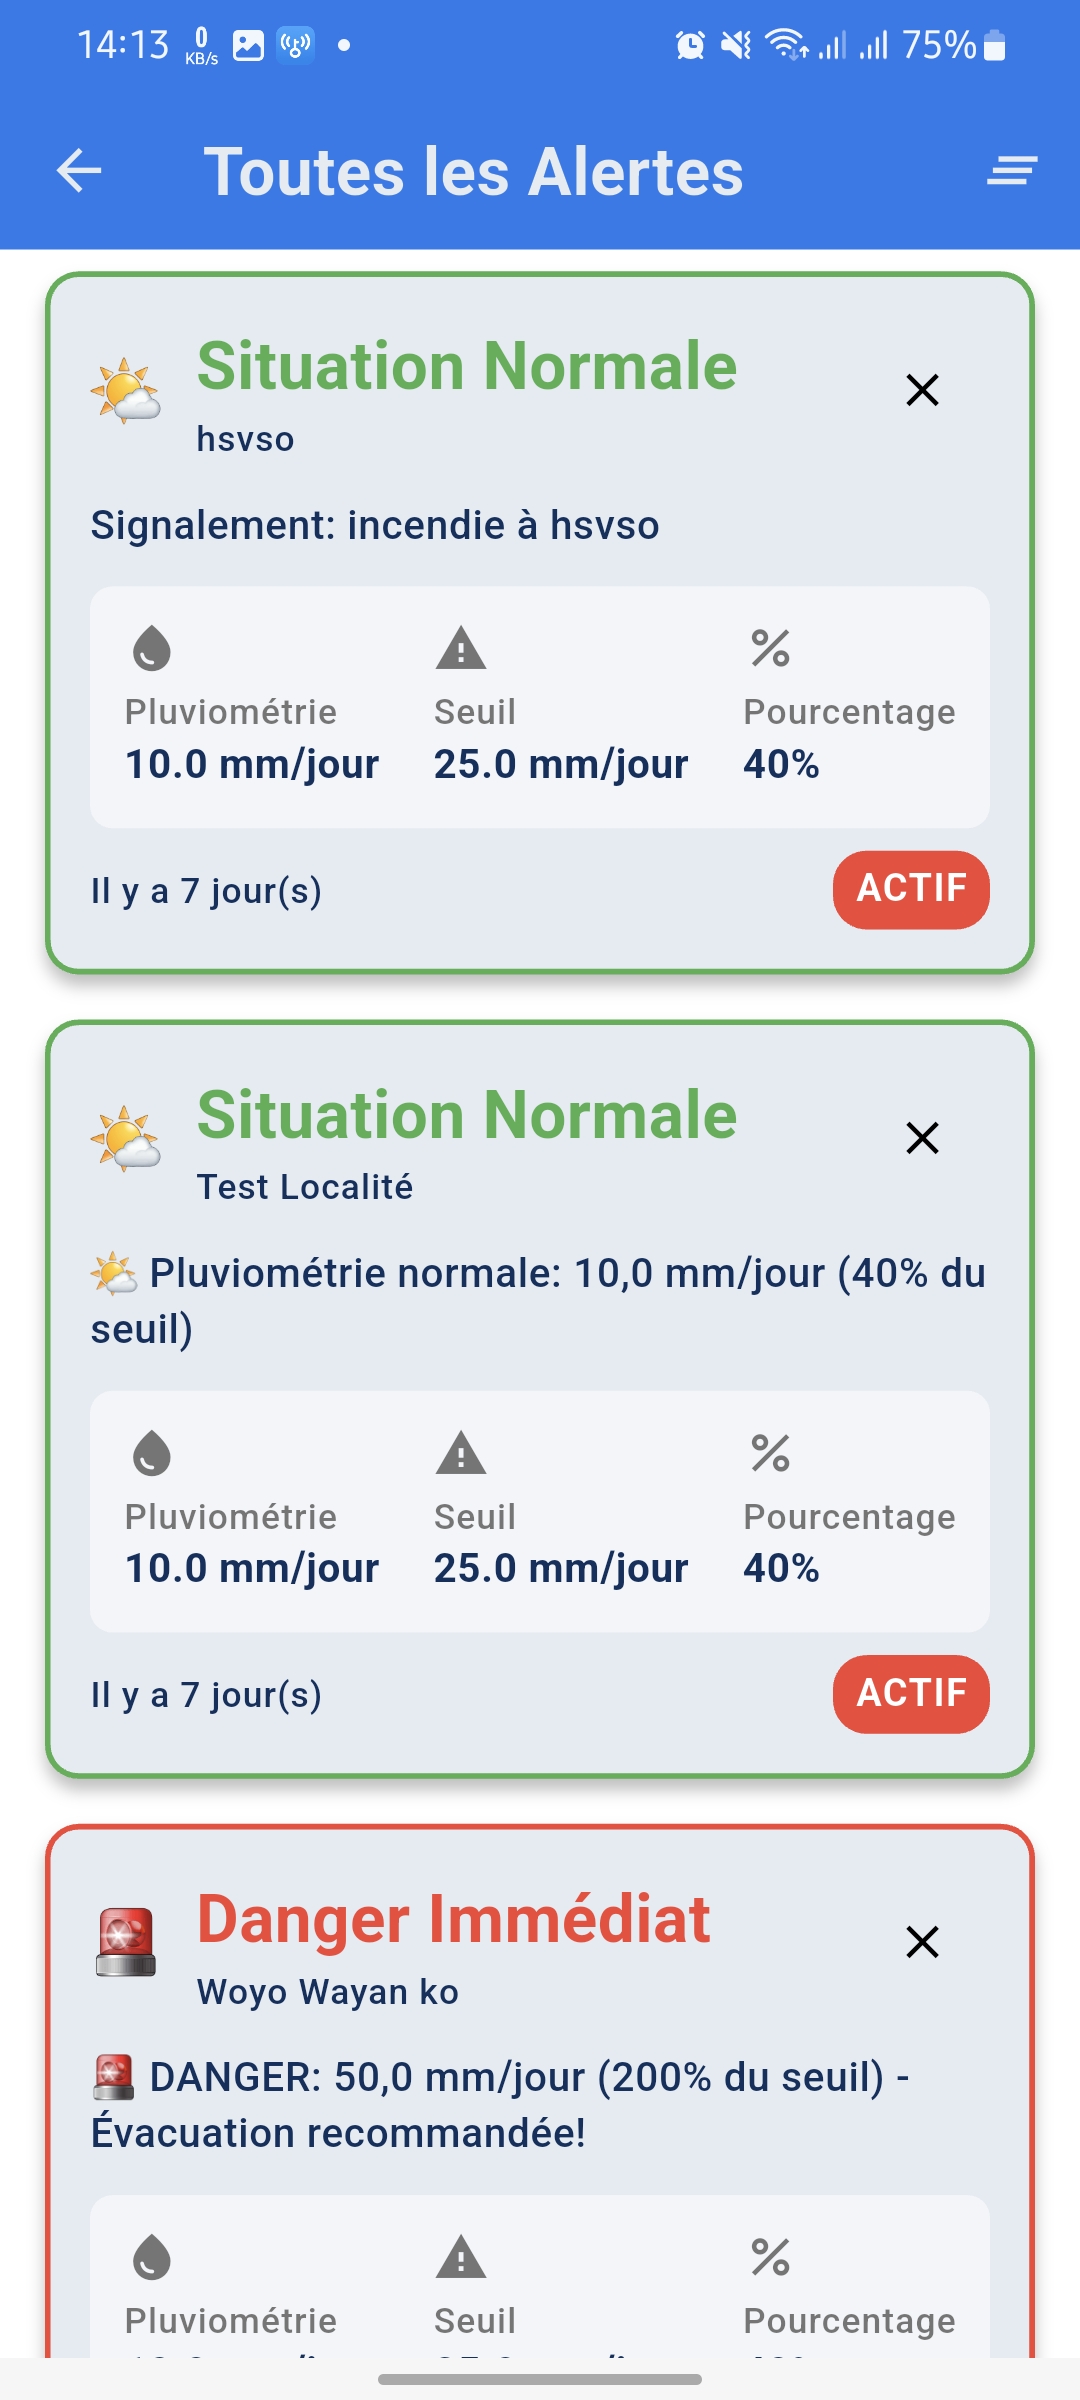 14:13 0 KB/s 75%
Toutes les Alertes
Situation Normale
hsvso
Signalement: incendie à hsvso
Pluviométrie Seuil Pourcentage
10.0 mm/jour 25.0 mm/jour 40%
Il y a 7 jour(s) ACTIF
Situation Normale
Test Localité
Pluviométrie normale: 10,0 mm/jour (40% du
seuil)
Pluviométrie Seuil Pourcentage
10.0 mm/jour 25.0 mm/jour 40%
Il y a 7 jour(s) ACTIF
Danger Immédiat
Woyo Wayan ko
DANGER: 50,0 mm/jour (200% du seuil) -
Évacuation recommandée!
Pluviométrie Seuil Pourcentage